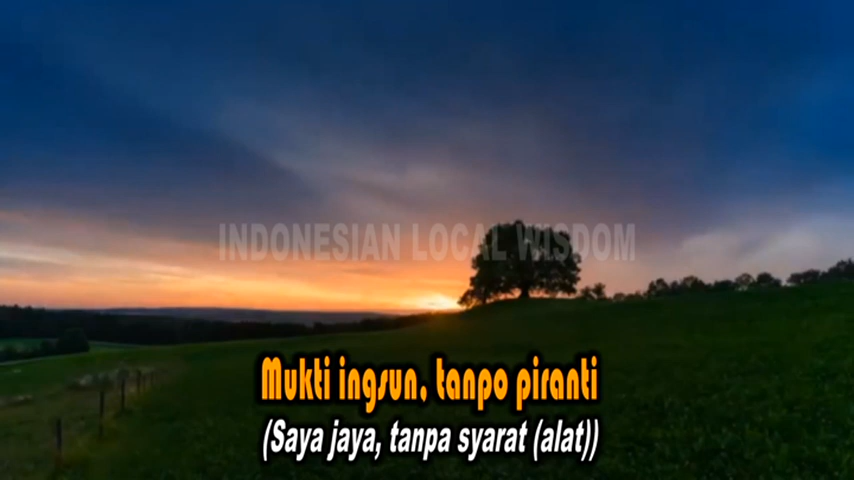 INDONESIAN LOCAL WISDOM
Mukti ingsun, tanpo piranti
(Saya jaya, tanpa syarat (alat))